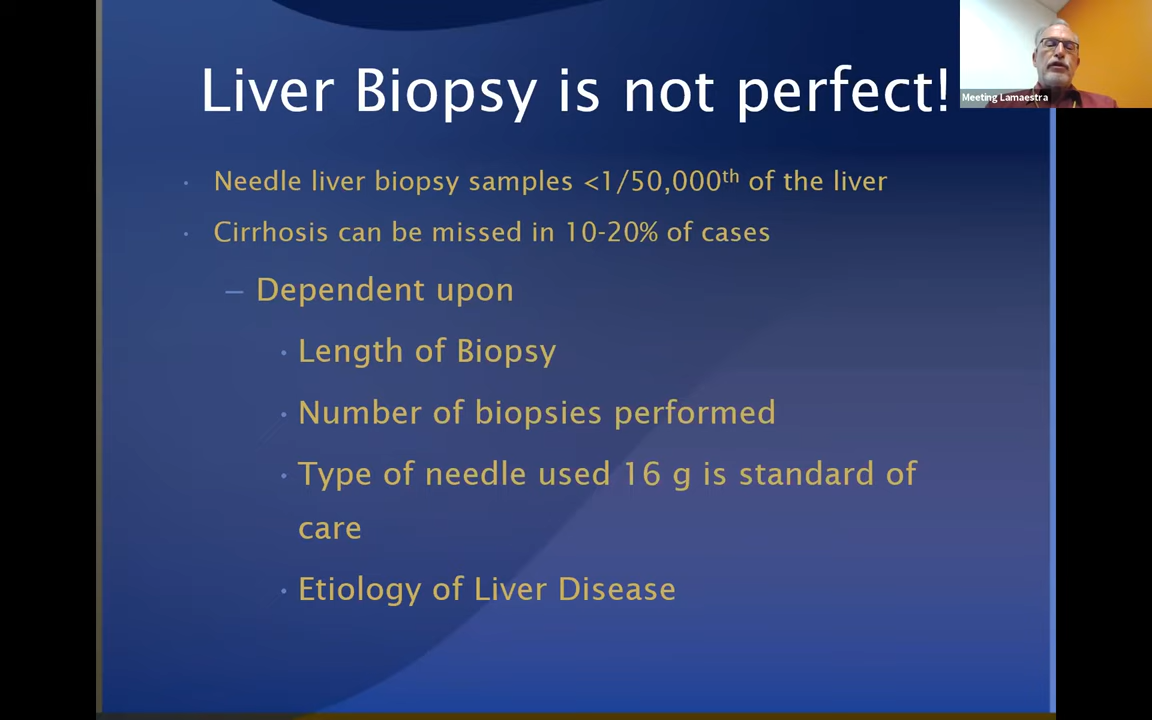 Liver Biopsy is not perfect!
Meeting Lamaestra
· Needle liver biopsy samples <1/50,000th of the liver
· Cirrhosis can be missed in 10-20% of cases
– Dependent upon
· Length of Biopsy
· Number of biopsies performed
· Type of needle used 16 g is standard of
care
· Etiology of Liver Disease